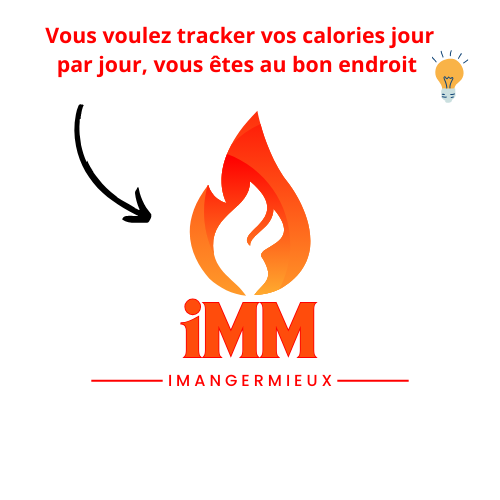 Vous voulez tracker vos calories jour
par jour, vous êtes au bon endroit
iMM
IMANGERMIEUX